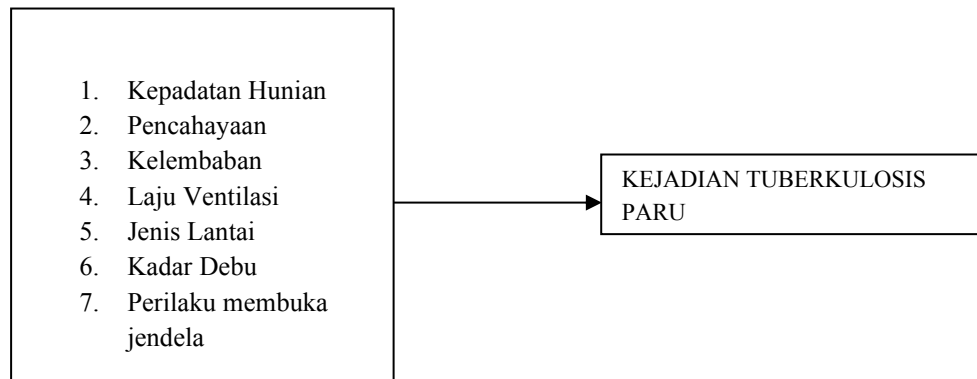 1. Kepadatan Hunian
2. Pencahayaan
3. Kelembaban
4. Laju Ventilasi
5. Jenis Lantai
6. Kadar Debu
7. Perilaku membuka
jendela
KEJADIAN TUBERKULOSIS
PARU